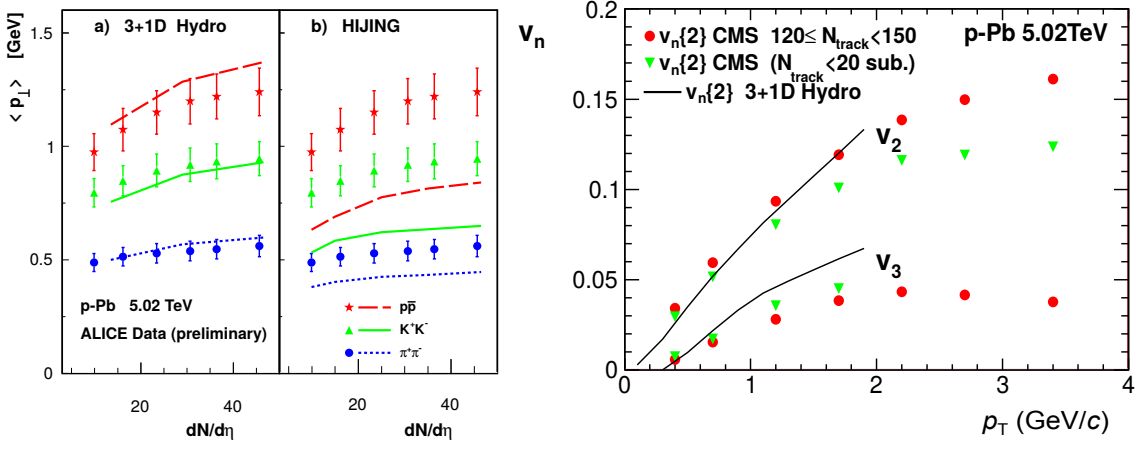 < p⊥ > [GeV]
1.5
1
0.5
0
a) 3+1D Hydro
p-Pb 5.02 TeV
ALICE Data (preliminary)
20 40
dN/dη
b) HIJING
pp̅
K⁺K⁻
π⁺π⁻
20 40
dN/dη
vn
0.2
0.15
0.1
0.05
0
vn{2} CMS 120≤ Ntrack<150
vn{2} CMS (Ntrack<20 sub.)
vn{2} 3+1D Hydro
p-Pb 5.02TeV
v2
v3
0 1 2 3 4
pT (GeV/c)